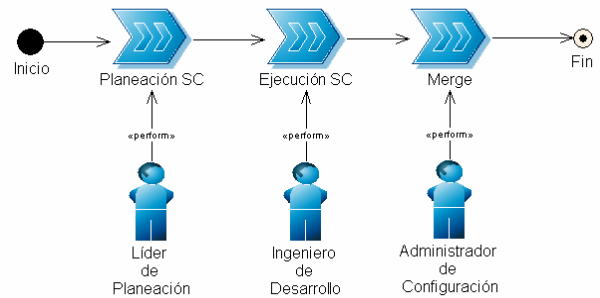 Inicio
Planeación SC
Ejecución SC
Merge
Fin
«perform»
«perform»
«perform»
Líder
de
Planeación
Ingeniero
de
Desarrollo
Administrador
de
Configuración